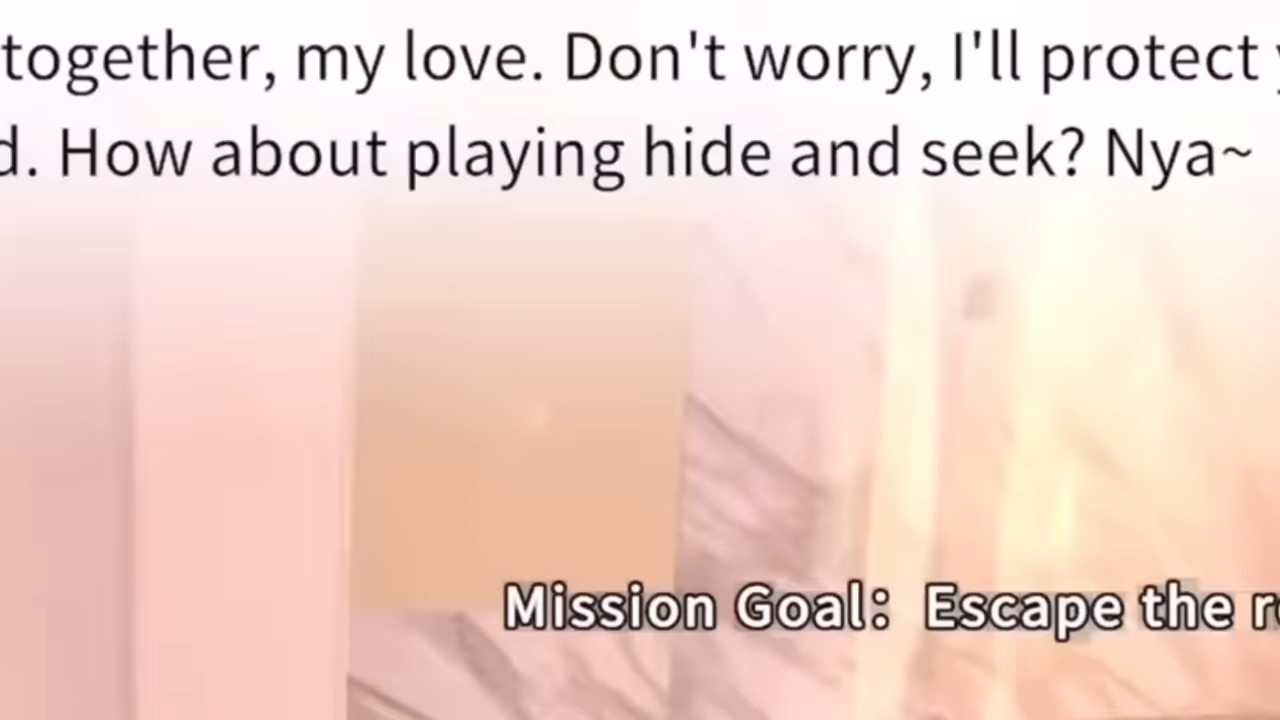 together, my love. Don't worry, I'll protect
d. How about playing hide and seek? Nya~
Mission Goal: Escape the